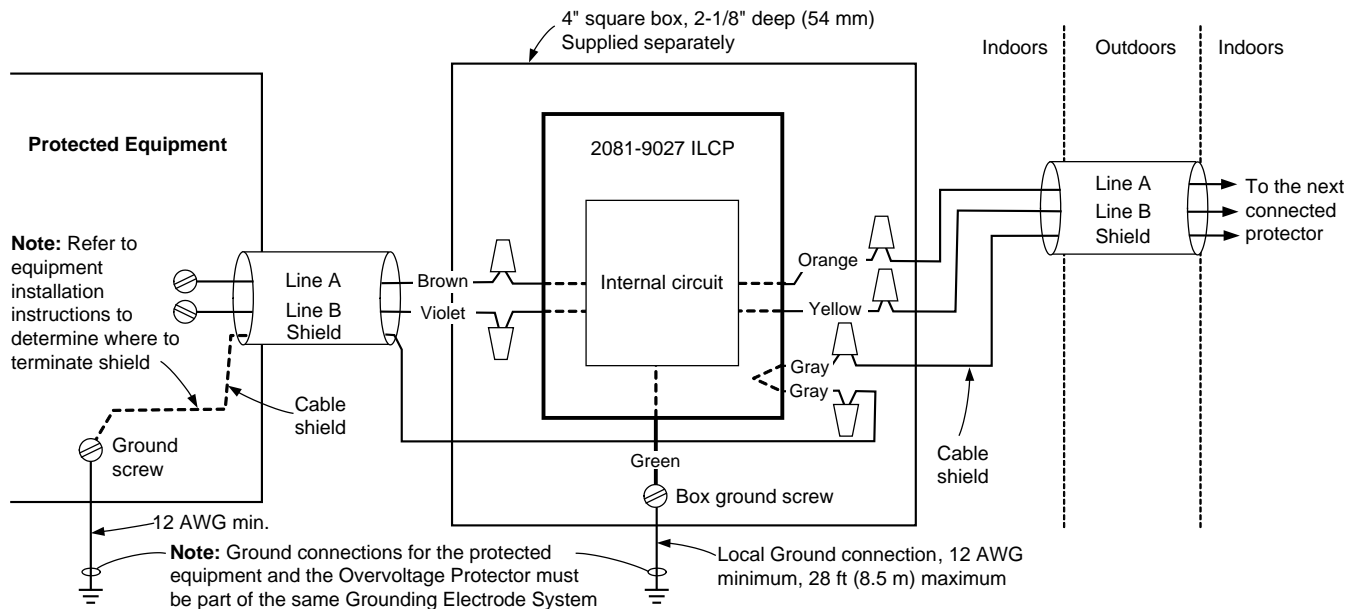 4" square box, 2-1/8" deep (54 mm)
Supplied separately
Indoors
Outdoors
Indoors
Protected Equipment
2081-9027 ILCP
Line A
Line B
Shield
To the next
connected
protector
Note: Refer to
equipment
installation
instructions to
determine where to
terminate shield
Line A
Line B
Shield
Brown
Violet
Internal circuit
Orange
Yellow
Gray
Gray
Cable
shield
Cable
shield
Ground
screw
Green
Box ground screw
12 AWG min.
Note: Ground connections for the protected
equipment and the Overvoltage Protector must
be part of the same Grounding Electrode System
Local Ground connection, 12 AWG
minimum, 28 ft (8.5 m) maximum